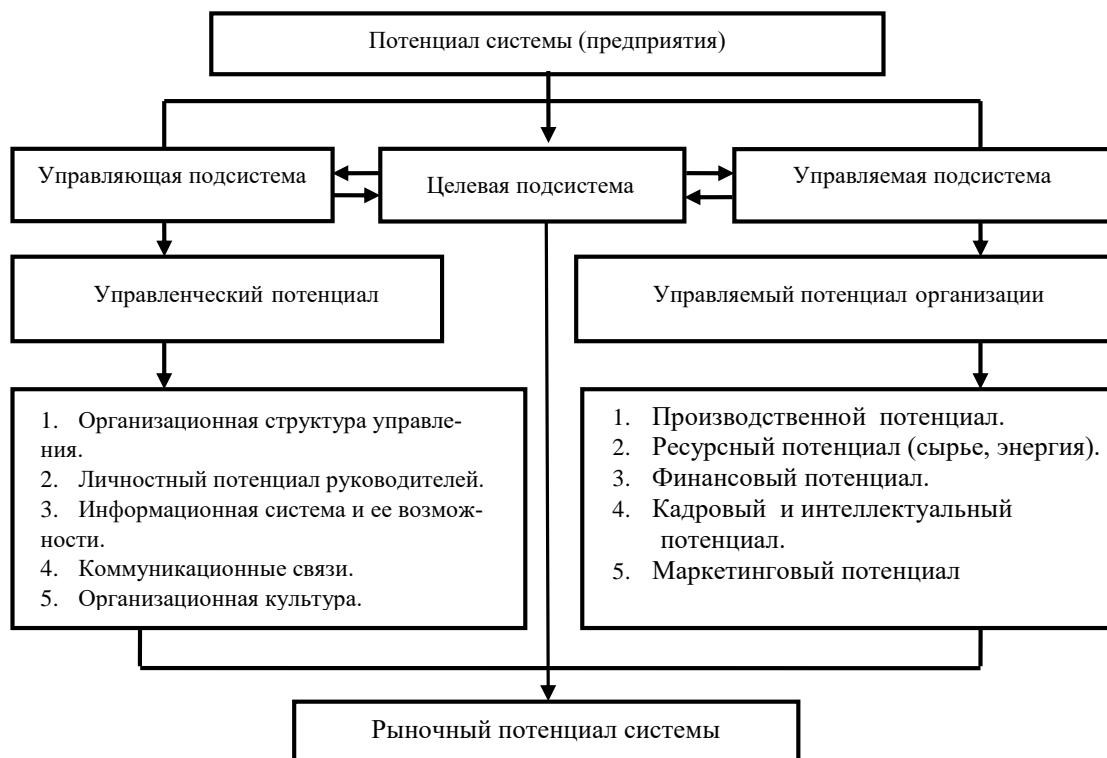 Потенциал системы (предприятия)
Управляющая подсистема
Целевая подсистема
Управляемая подсистема
Управленческий потенциал
Управляемый потенциал организации
1. Организационная структура управле-
ния.
2. Личностный потенциал руководителей.
3. Информационная система и ее возмож-
ности.
4. Коммуникационные связи.
5. Организационная культура.
1. Производственной потенциал.
2. Ресурсный потенциал (сырье, энергия).
3. Финансовый потенциал.
4. Кадровый и интеллектуальный
потенциал.
5. Маркетинговый потенциал
Рыночный потенциал системы